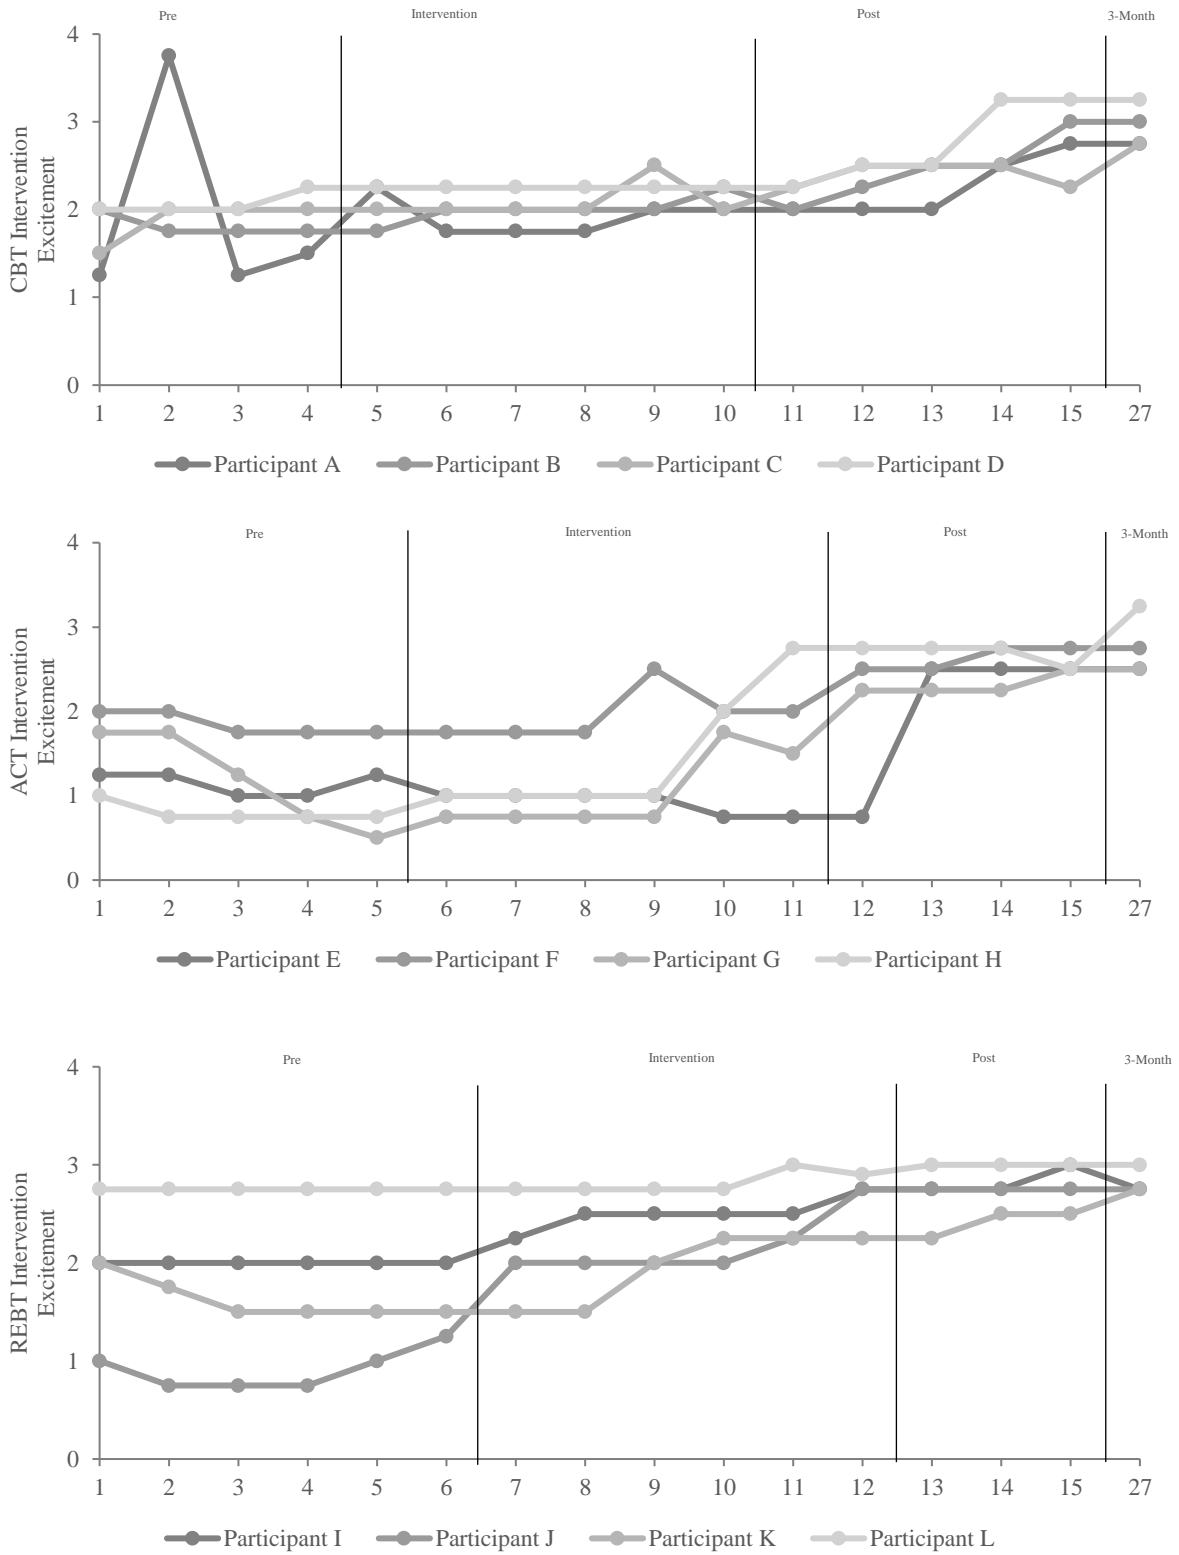 Pre Intervention Post 3-Month
4
3
2
1
0
CBT Intervention
Excitement
1 2 3 4 5 6 7 8 9 10 11 12 13 14 15 27
Participant A Participant B Participant C Participant D
Pre Intervention Post 3-Month
4
3
2
1
0
ACT Intervention
Excitement
1 2 3 4 5 6 7 8 9 10 11 12 13 14 15 27
Participant E Participant F Participant G Participant H
Pre Intervention Post 3-Month
4
3
2
1
0
REBT Intervention
Excitement
1 2 3 4 5 6 7 8 9 10 11 12 13 14 15 27
Participant I Participant J Participant K Participant L